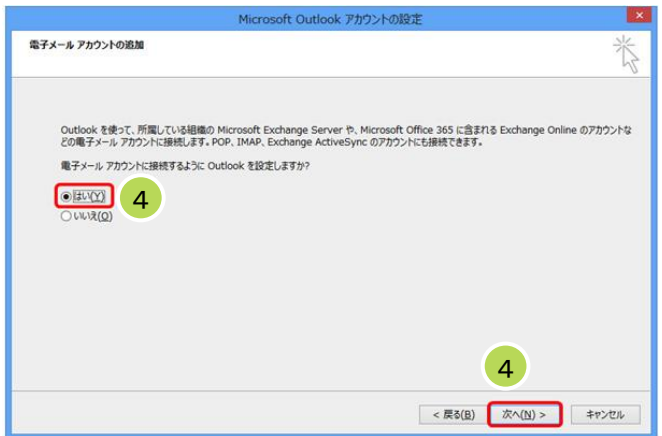 Microsoft Outlook アカウントの設定
電子メール アカウントの追加
Outlook を使って、所属している組織の Microsoft Exchange Server や、Microsoft Office 365 に含まれる Exchange Online のアカウントな
どの電子メール アカウントに接続します。POP、IMAP、Exchange ActiveSync のアカウントにも接続できます。
電子メール アカウントに接続するように Outlook を設定しますか?
はい(Y) 4
いいえ(O)
4
< 戻る(B) 次へ(N) > キャンセル